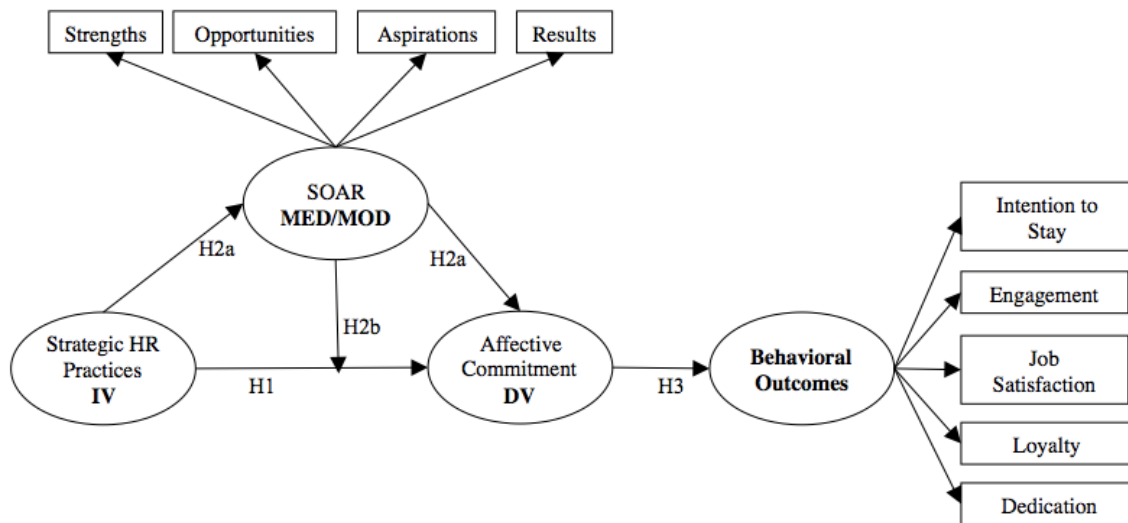 Strengths
Opportunities
Aspirations
Results
SOAR
MED/MOD
Intention to
Stay
H2a
H2a
Engagement
H2b
Strategic HR
Practices
IV
H1
Affective
Commitment
DV
H3
Behavioral
Outcomes
Job
Satisfaction
Loyalty
Dedication